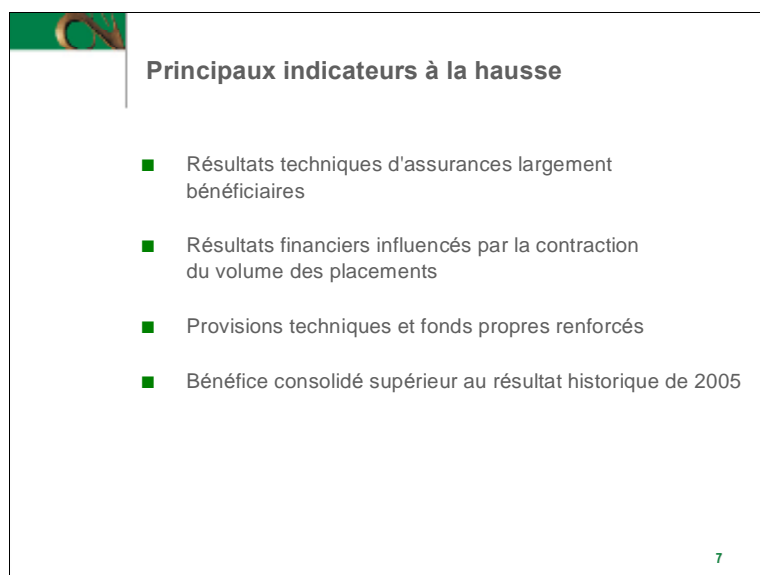 Principaux indicateurs à la hausse
■ Résultats techniques d'assurances largement
bénéficiaires
■ Résultats financiers influencés par la contraction
du volume des placements
■ Provisions techniques et fonds propres renforcés
■ Bénéfice consolidé supérieur au résultat historique de 2005
7